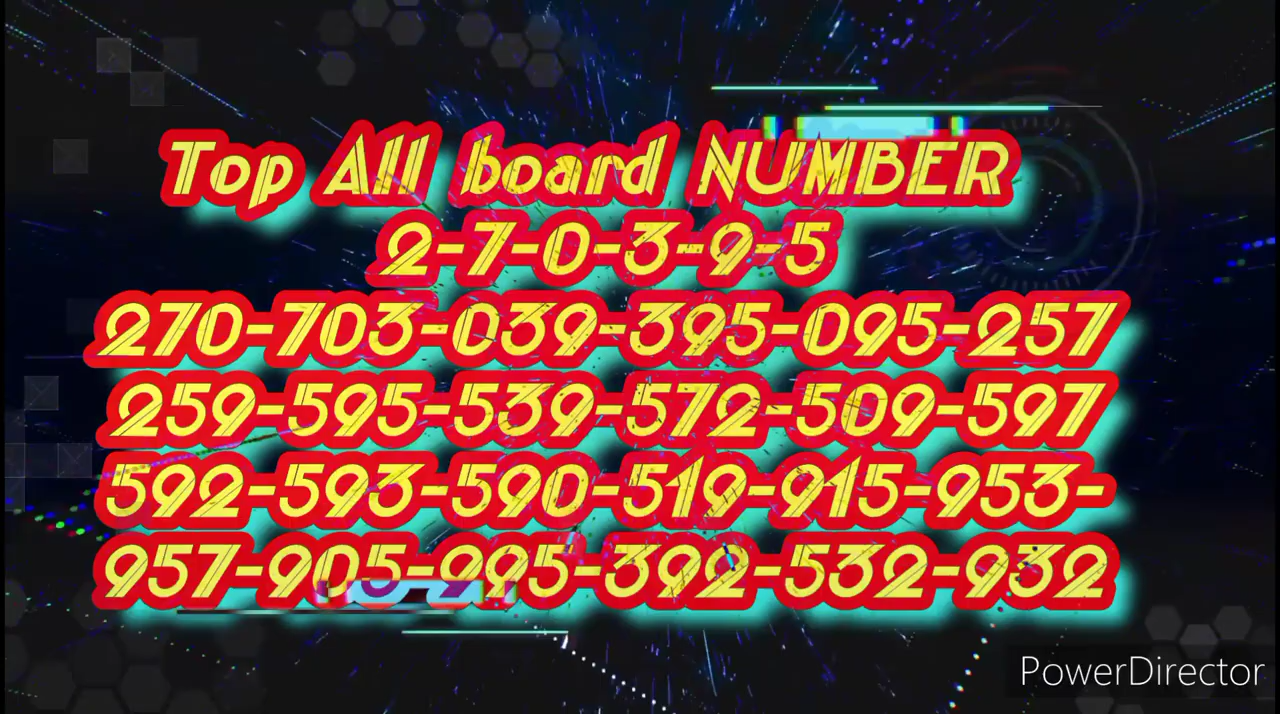 Top All board NUMBER
2-7-0-3-9-5
270-703-039-395-095-257
259-595-539-572-509-597
592-593-590-519-915-953-
957-905-995-392-532-932
PowerDirector